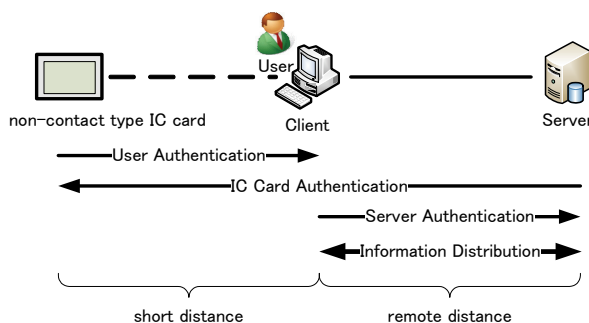 User
non-contact type IC card
Client
Server
User Authentication
IC Card Authentication
Server Authentication
Information Distribution
short distance
remote distance